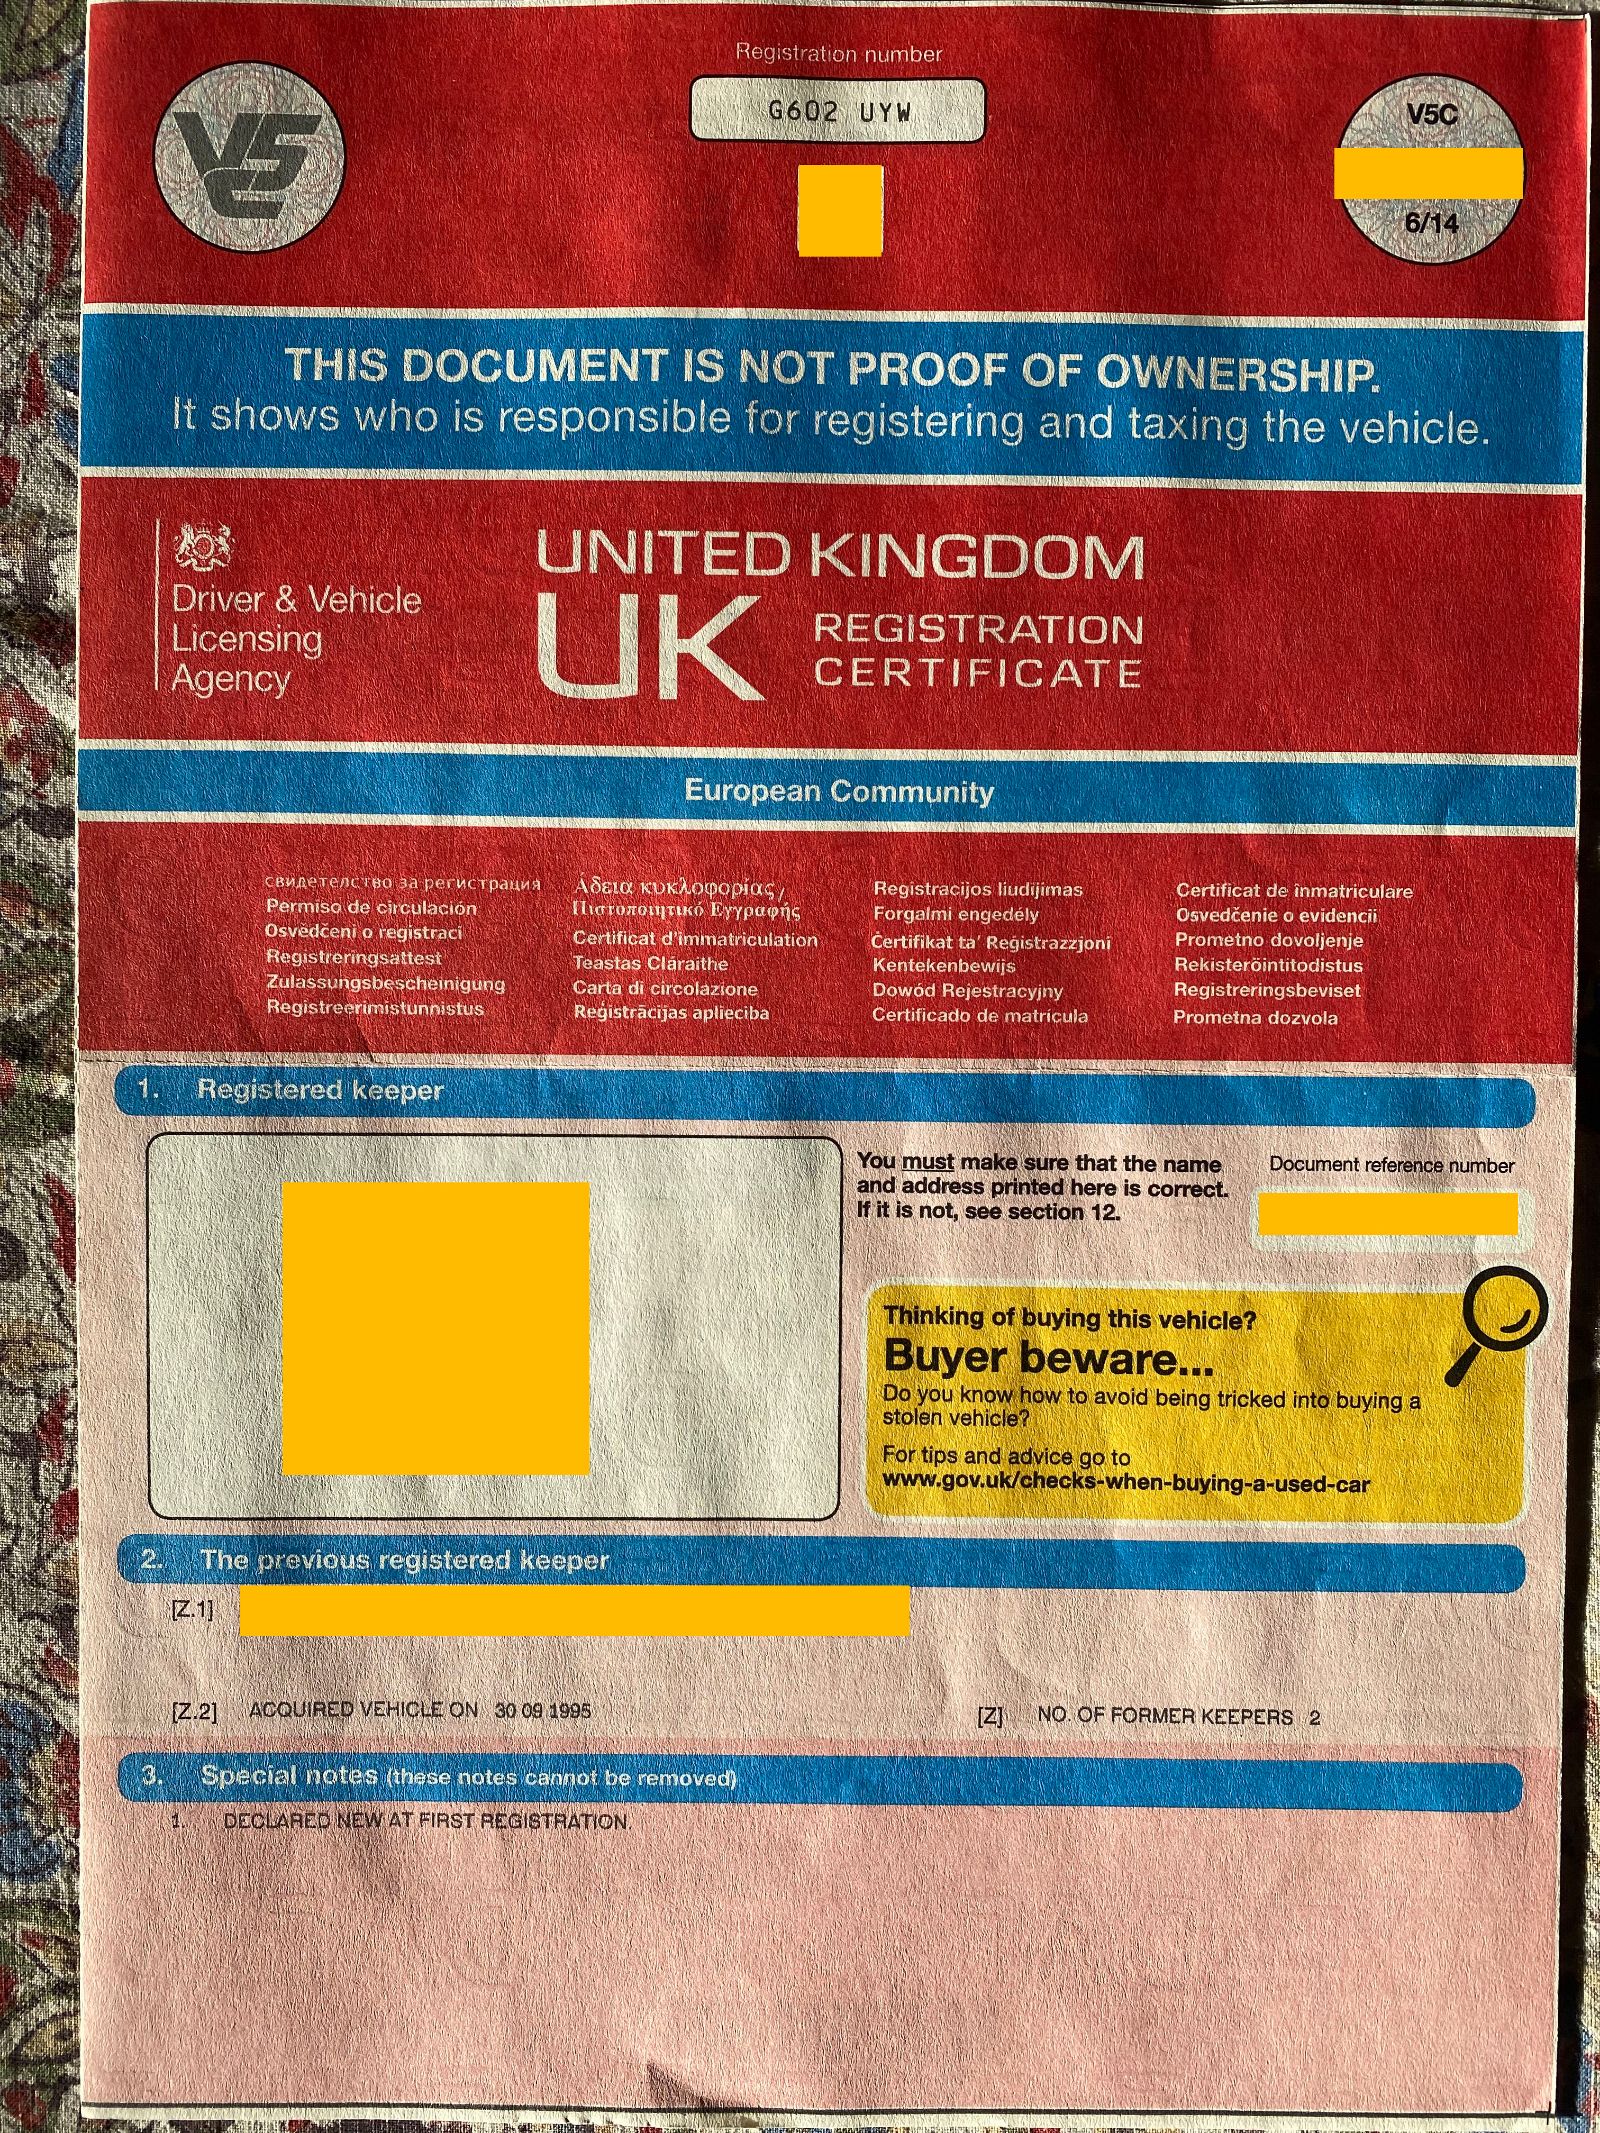 Registration number
G602 UYW
V5C
V5C
6/14
THIS DOCUMENT IS NOT PROOF OF OWNERSHIP.
It shows who is responsible for registering and taxing the vehicle.
Driver & Vehicle
Licensing
Agency
UNITED KINGDOM
UK
REGISTRATION
CERTIFICATE
European Community
свидетелство за регистрация
Permiso de circulación
Osvědčení o registraci
Registreringsattest
Zulassungsbescheinigung
Registreerimistunnistus
Άδεια κυκλοφορίας /
Πιστοποιητικό Εγγραφής
Certificat d'immatriculation
Teastas Cláraithe
Carta di circolazione
Reģistrācijas apliecība
Registracijos liudijimas
Forgalmi engedély
Ċertifikat ta' Reġistrazzjoni
Kentekenbewijs
Dowód Rejestracyjny
Certificado de matrícula
Certificat de înmatriculare
Osvedčenie o evidencii
Prometno dovoljenje
Rekisteröintitodistus
Registreringsbeviset
Prometna dozvola
1. Registered keeper
You must make sure that the name
and address printed here is correct.
If it is not, see section 12.
Document reference number
Thinking of buying this vehicle?
Buyer beware...
Do you know how to avoid being tricked into buying a
stolen vehicle?
For tips and advice go to
www.gov.uk/checks-when-buying-a-used-car
2. The previous registered keeper
[Z.1]
[Z.2] ACQUIRED VEHICLE ON 30 09 1995
[Z] NO. OF FORMER KEEPERS 2
3. Special notes (these notes cannot be removed)
1. DECLARED NEW AT FIRST REGISTRATION.